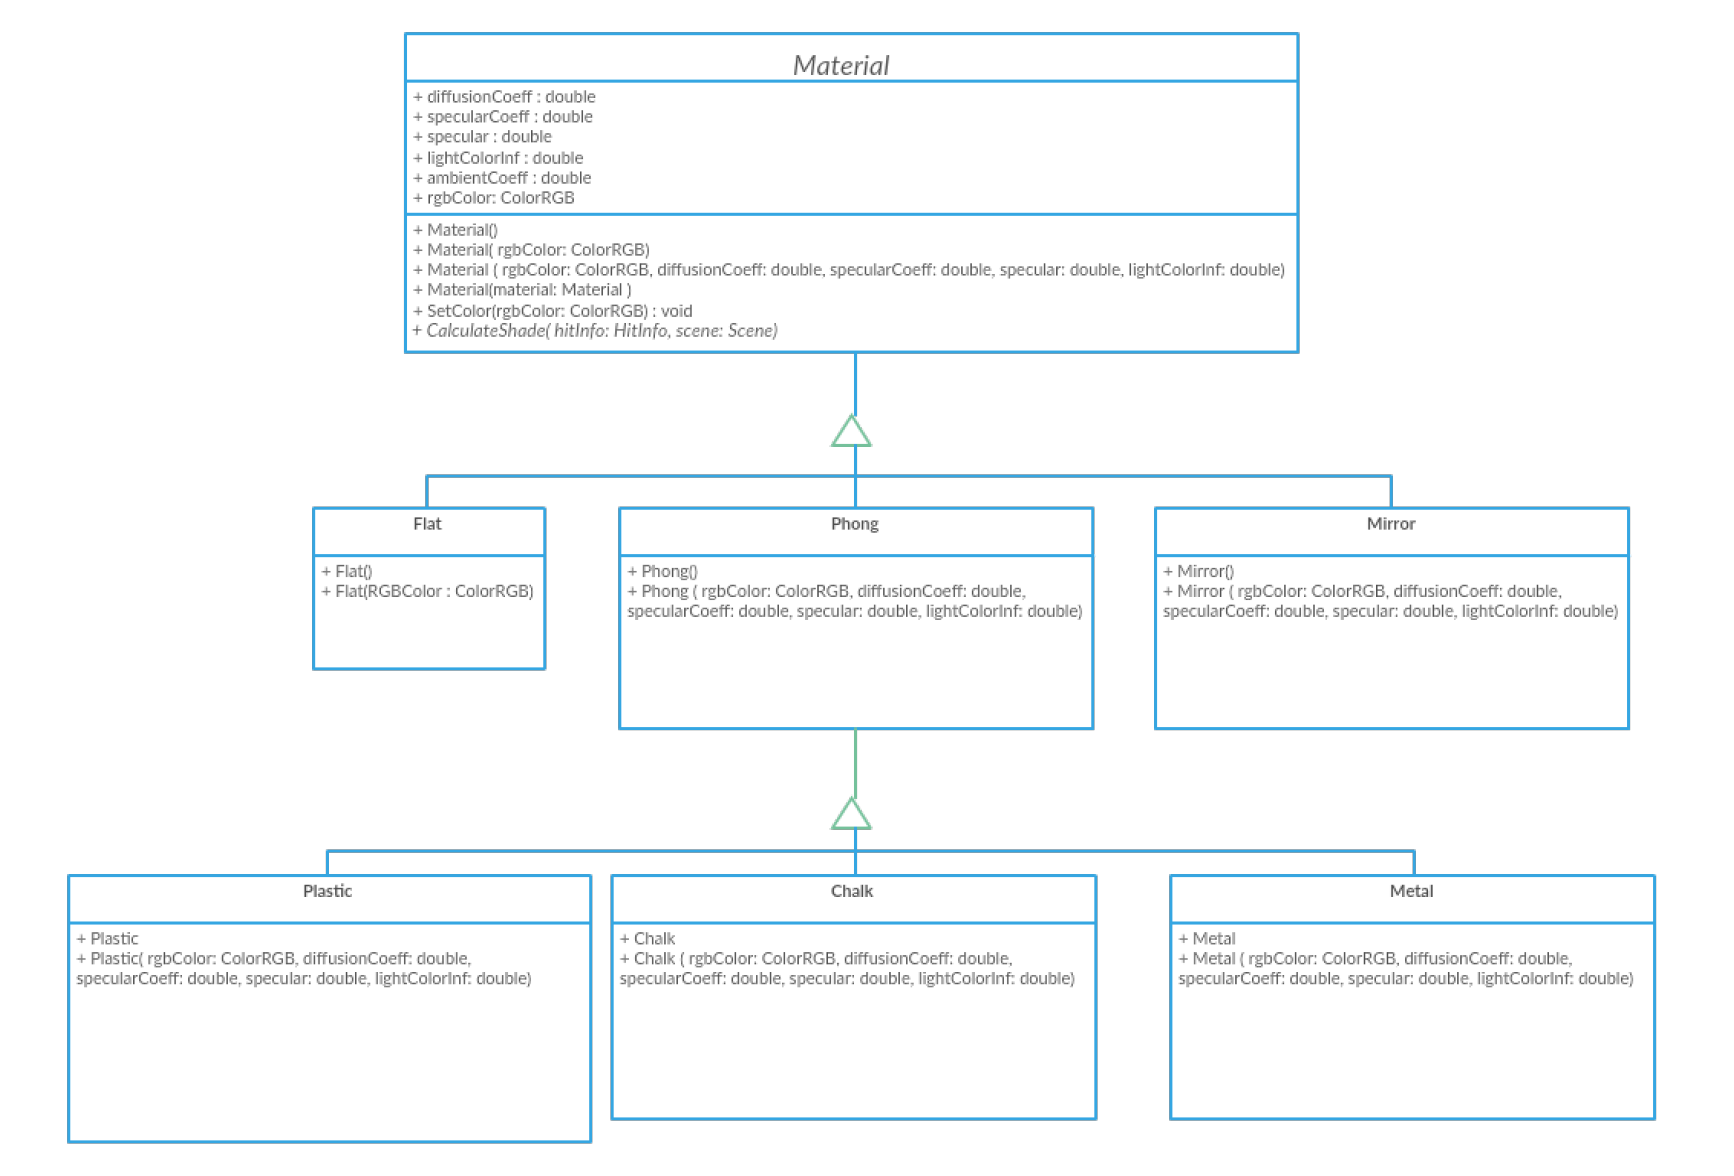 Material
+ diffusionCoeff : double
+ specularCoeff : double
+ specular : double
+ lightColorInf : double
+ ambientCoeff : double
+ rgbColor: ColorRGB
+ Material()
+ Material( rgbColor: ColorRGB)
+ Material ( rgbColor: ColorRGB, diffusionCoeff: double, specularCoeff: double, specular: double, lightColorInf: double)
+ Material(material: Material )
+ SetColor(rgbColor: ColorRGB) : void
+ CalculateShade( hitInfo: HitInfo, scene: Scene)
Flat
+ Flat()
+ Flat(RGBColor : ColorRGB)
Phong
+ Phong()
+ Phong ( rgbColor: ColorRGB, diffusionCoeff: double,
specularCoeff: double, specular: double, lightColorInf: double)
Mirror
+ Mirror()
+ Mirror ( rgbColor: ColorRGB, diffusionCoeff: double,
specularCoeff: double, specular: double, lightColorInf: double)
Plastic
+ Plastic
+ Plastic( rgbColor: ColorRGB, diffusionCoeff: double,
specularCoeff: double, specular: double, lightColorInf: double)
Chalk
+ Chalk
+ Chalk ( rgbColor: ColorRGB, diffusionCoeff: double,
specularCoeff: double, specular: double, lightColorInf: double)
Metal
+ Metal
+ Metal ( rgbColor: ColorRGB, diffusionCoeff: double,
specularCoeff: double, specular: double, lightColorInf: double)